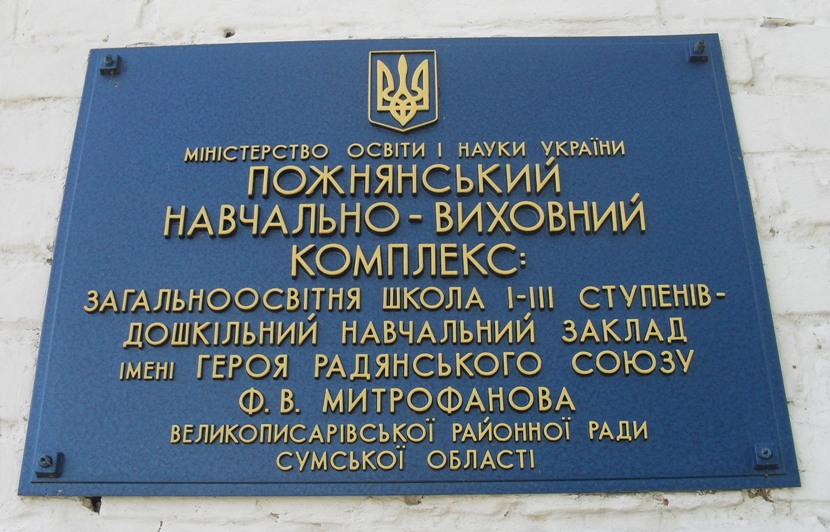 МІНІСТЕРСТВО ОСВІТИ І НАУКИ УКРАЇНИ
ПОЖНЯНСЬКИЙ
НАВЧАЛЬНО - ВИХОВНИЙ
КОМПЛЕКС:
ЗАГАЛЬНООСВІТНЯ ШКОЛА І-ІІІ СТУПЕНІВ-
ДОШКІЛЬНИЙ НАВЧАЛЬНИЙ ЗАКЛАД
ІМЕНІ ГЕРОЯ РАДЯНСЬКОГО СОЮЗУ
Ф. В. МИТРОФАНОВА
ВЕЛИКОПИСАРІВСЬКОЇ РАЙОННОЇ РАДИ
СУМСЬКОЇ ОБЛАСТІ